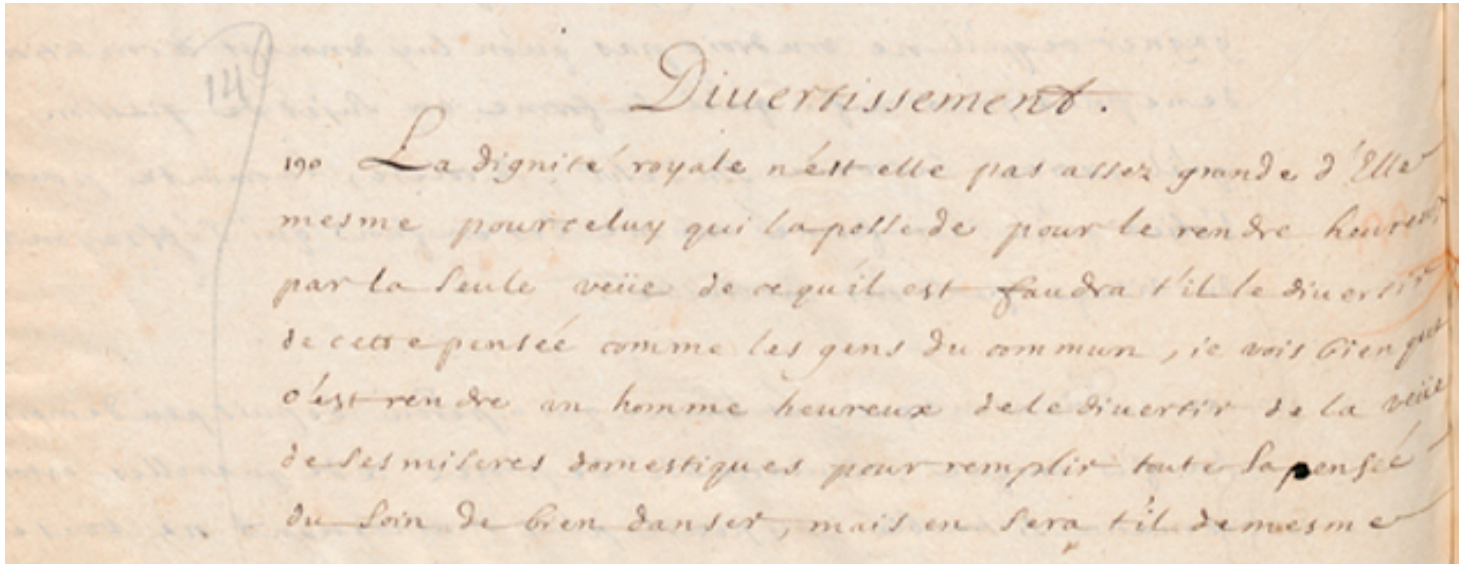 14
Diuertissement.
190 La dignité royale n'est elle pas assez grande d'Elle
mesme pour celuy qui la possede pour le rendre heureux
par la seule veüe de ce qu'il est faudra t'il le diuertir
de cette pensée comme les gens du commun, ie vois bien que
c'est rendre un homme heureux de le diuertir de la veüe
de ses miseres domestiques pour remplir toute sa pensée
du soin de bien danser, mais en sera t'il de mesme